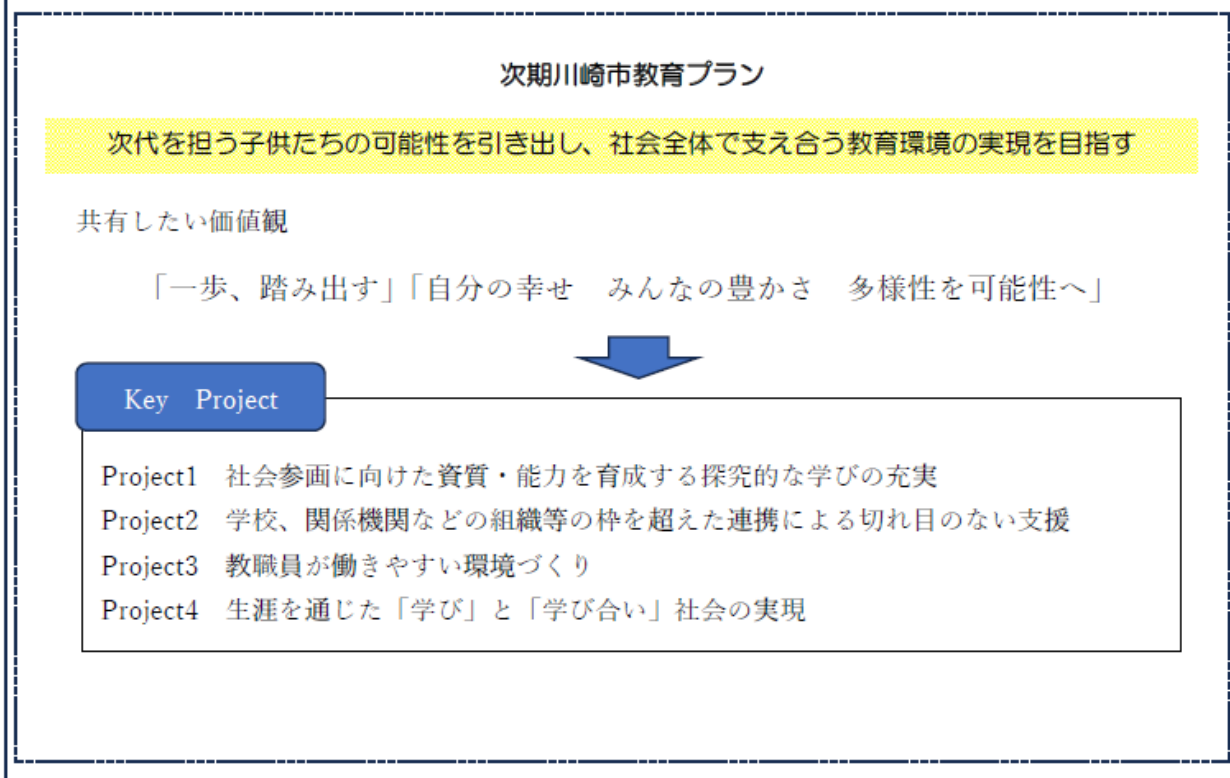 次期川崎市教育プラン
次代を担う子供たちの可能性を引き出し、社会全体で支え合う教育環境の実現を目指す
共有したい価値観
「一歩、踏み出す」「自分の幸せ　みんなの豊かさ　多様性を可能性へ」
Key　Project
Project1　社会参画に向けた資質・能力を育成する探究的な学びの充実
Project2　学校、関係機関などの組織等の枠を超えた連携による切れ目のない支援
Project3　教職員が働きやすい環境づくり
Project4　生涯を通じた「学び」と「学び合い」社会の実現